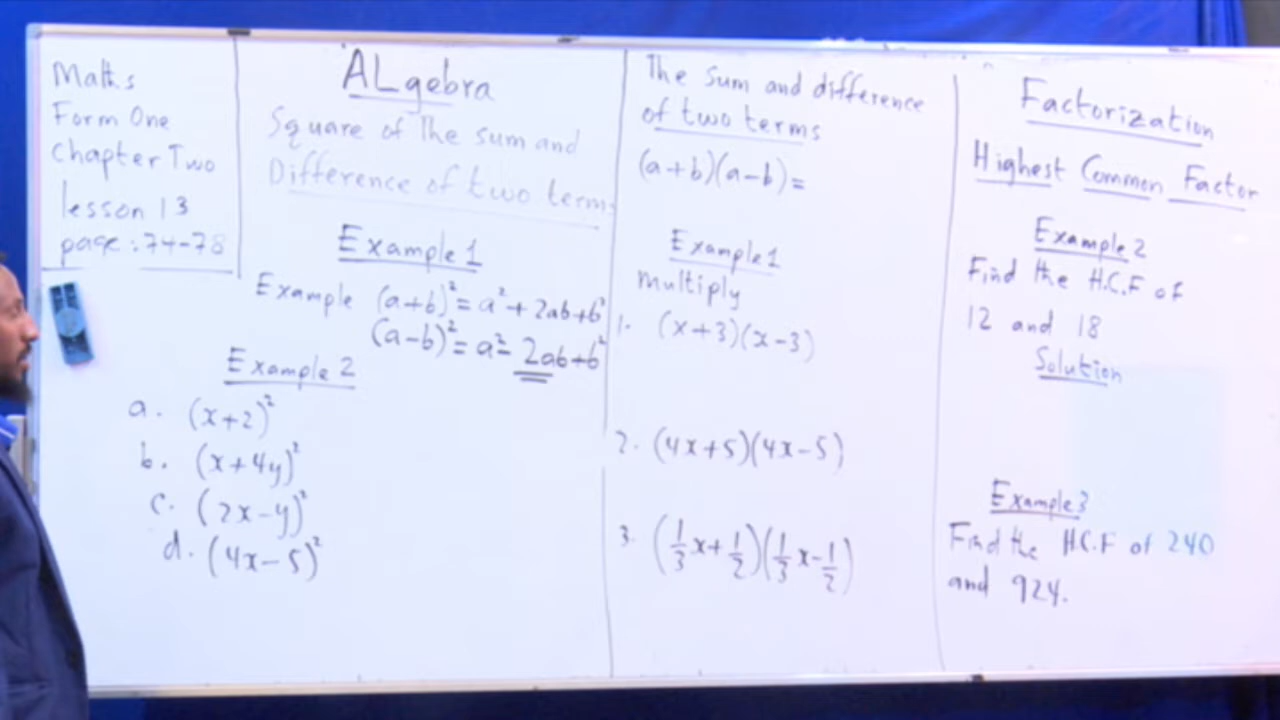 Maths
Form One
Chapter Two
lesson 13
page: 74-78
ALgebra
Square of The sum and
Difference of two terms
Example 1
Example (a+b)² = a² + 2ab+b²
(a-b)² = a² - 2ab+b²
Example 2
a. (x+2)²
b. (x+4y)²
c. (2x-y)²
d. (4x-5)²
The sum and difference
of two terms
(a+b)(a-b)=
Example 1
multiply
1. (x+3)(x-3)
2. (4x+5)(4x-5)
3. (1/3 x + 1/2)(1/3 x - 1/2)
Factorization
Highest Common Factor
Example 2
Find the H.C.F of
12 and 18
Solution
Example 3
Find the H.C.F of 240
and 924.